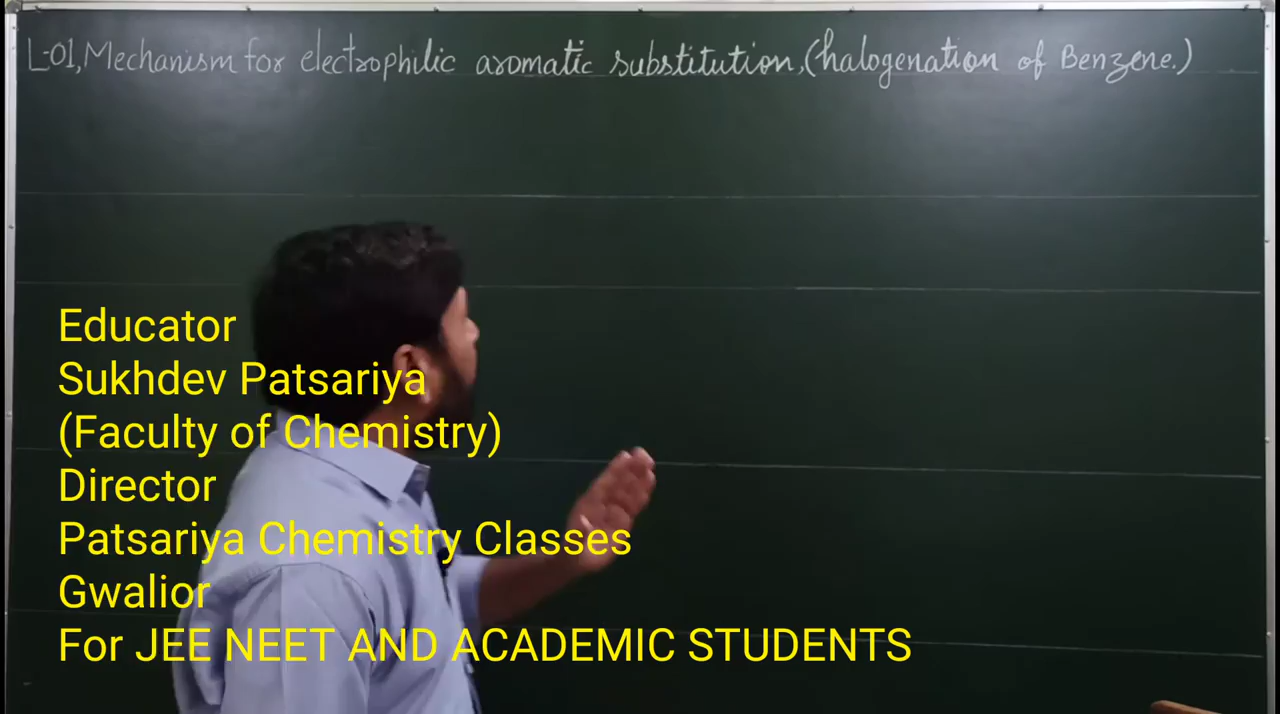 L-01, Mechanism for electrophilic aromatic substitution, (halogenation of Benzene.)
Educator
Sukhdev Patsariya
(Faculty of Chemistry)
Director
Patsariya Chemistry Classes
Gwalior
For JEE NEET AND ACADEMIC STUDENTS